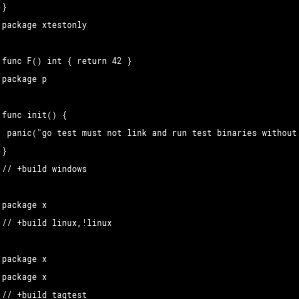 }
package xtestonly

func F() int { return 42 }
package p

func init() {
 panic("go test must not link and run test binaries without
}
// +build windows

package x
// +build linux,!linux

package x
package x
// +build tagtest